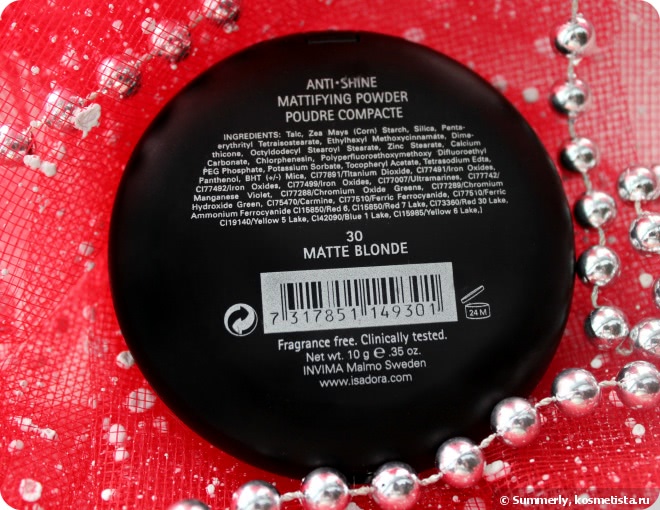 ANTI•SHINE
MATTIFYING POWDER
POUDRE COMPACTE
INGREDIENTS: Talc, Zea Mays (Corn) Starch, Silica, Penta-
erythrityl Tetraisostearate, Ethylhexyl Methoxycinnamate, Dime-
thicone, Octyldodecyl Stearoyl Stearate, Zinc Stearate, Calcium
Carbonate, Chlorphenesin, Polyperfluoroethoxymethoxy Difluoroethyl
PEG Phosphate, Potassium Sorbate, Tocopheryl Acetate, Tetrasodium Edta,
Panthenol, BHT (+/-) Mica, CI77891/Titanium Dioxide, CI77491/Iron Oxides,
CI77492/Iron Oxides, CI77499/Iron Oxides, CI77007/Ultramarines, CI77742/
Manganese Violet, CI77288/Chromium Oxide Greens, CI77289/Chromium
Hydroxide Green, CI75470/Carmine, CI77510/Ferric Ferrocyanide, CI77510/Ferric
Ammonium Ferrocyanide CI15850/Red 6, CI15850/Red 7 Lake, CI73360/Red 30 Lake,
CI19140/Yellow 5 Lake, CI42090/Blue 1 Lake, CI15985/Yellow 6 Lake,)
30
MATTE BLONDE
7 317851 149301
24 M
Fragrance free. Clinically tested.
Net wt. 10 g e .35 oz.
INVIMA Malmo Sweden
www.isadora.com
© Summerly, kosmetista.ru